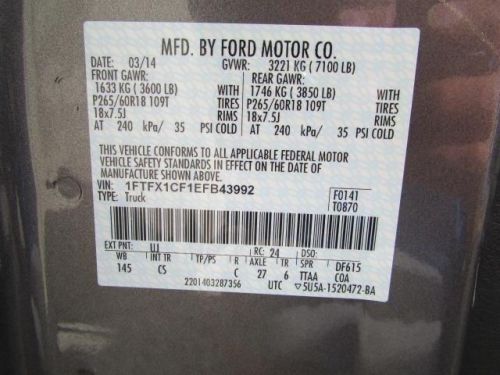 MFD. BY FORD MOTOR CO.
DATE: 03/14 GVWR: 3221 KG ( 7100 LB)
FRONT GAWR: REAR GAWR:
1633 KG ( 3600 LB) WITH 1746 KG ( 3850 LB) WITH
P265/60R18 109T TIRES P265/60R18 109T TIRES
18x7.5J RIMS 18x7.5J RIMS
AT 240 kPa/ 35 PSI COLD AT 240 kPa/ 35 PSI COLD
THIS VEHICLE CONFORMS TO ALL APPLICABLE FEDERAL MOTOR
VEHICLE SAFETY STANDARDS IN EFFECT ON THE DATE OF
MANUFACTURE SHOWN ABOVE.
VIN: 1FTFX1CF1EFB43992 F0141
TYPE: Truck T0870
EXT PNT: UJ RC: 24 DSO:
WB INT TR TP/PS R AXLE TR SPR DF615
145 CS C 27 6 TTAA COA
2201403287356 UTC ▽5U5A-1520472-BA